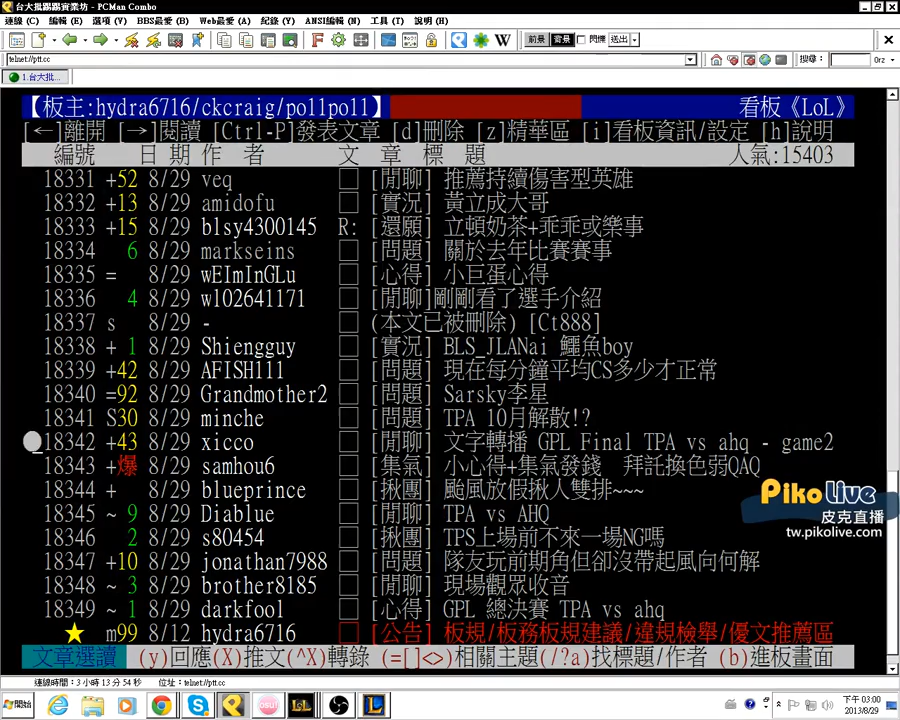 台大批踢踢實業坊 - PCMan Combo
連線 (C) 編輯 (E) 選項 (V) BBS最愛 (B) Web最愛 (A) 紀錄 (Y) ANSI編輯 (N) 工具 (T) 說明 (H)
前景 背景 閃爍 送出
telnet://ptt.cc 搜尋： Orz
1.台大批...
【板主:hydra6716/ckcraig/po11po11】 看板《LoL》
[←]離開 [→]閱讀 [Ctrl-P]發表文章 [d]刪除 [z]精華區 [i]看板資訊/設定 [h]說明
編號 日 期 作 者 文 章 標 題 人氣:15403
18331 +52 8/29 veq □ [閒聊] 推薦持續傷害型英雄
18332 +13 8/29 amidofu □ [實況] 黃立成大哥
18333 +15 8/29 blsy4300145 R: [還願] 立頓奶茶+乖乖或樂事
18334 6 8/29 markseins □ [問題] 關於去年比賽賽事
18335 = 8/29 wEImInGLu □ [心得] 小巨蛋心得
18336 4 8/29 w102641171 □ [閒聊]剛剛看了選手介紹
18337 s 8/29 - □ (本文已被刪除) [Ct888]
18338 + 1 8/29 Shiengguy □ [實況] BLS_JLANai 鱷魚boy
18339 +42 8/29 AFISH111 □ [問題] 現在每分鐘平均CS多少才正常
18340 =92 8/29 Grandmother2 □ [問題] Sarsky李星
18341 S30 8/29 minche □ [問題] TPA 10月解散!?
18342 +43 8/29 xicco □ [閒聊] 文字轉播 GPL Final TPA vs ahq - game2
18343 +爆 8/29 samhou6 □ [集氣] 小心得+集氣發錢 拜託換色弱QAQ
18344 + 8/29 blueprince □ [揪團] 颱風放假揪人雙排~~~
18345 ~ 9 8/29 Diablue □ [閒聊] TPA vs AHQ
18346 2 8/29 s80454 □ [揪團] TPS上場前不來一場NG嗎
18347 +10 8/29 jonathan7988 □ [問題] 隊友玩前期角但卻沒帶起風向何解
18348 ~ 3 8/29 brother8185 □ [閒聊] 現場觀眾收音
18349 ~ 1 8/29 darkfool □ [心得] GPL 總決賽 TPA vs ahq
★ m99 8/12 hydra6716 □ [公告] 板規/板務板規建議/違規檢舉/優文推薦區
文章選讀 (y)回應(X)推文(^X)轉錄 (=[]<>)相關主題(/?a)找標題/作者 (b)進板畫面
Piko Live
皮克直播
tw.pikolive.com
連線時間：3 小時 13 分 54 秒 位址：telnet://ptt.cc
開始 osu! LoL 下午 03:00
2013/8/29